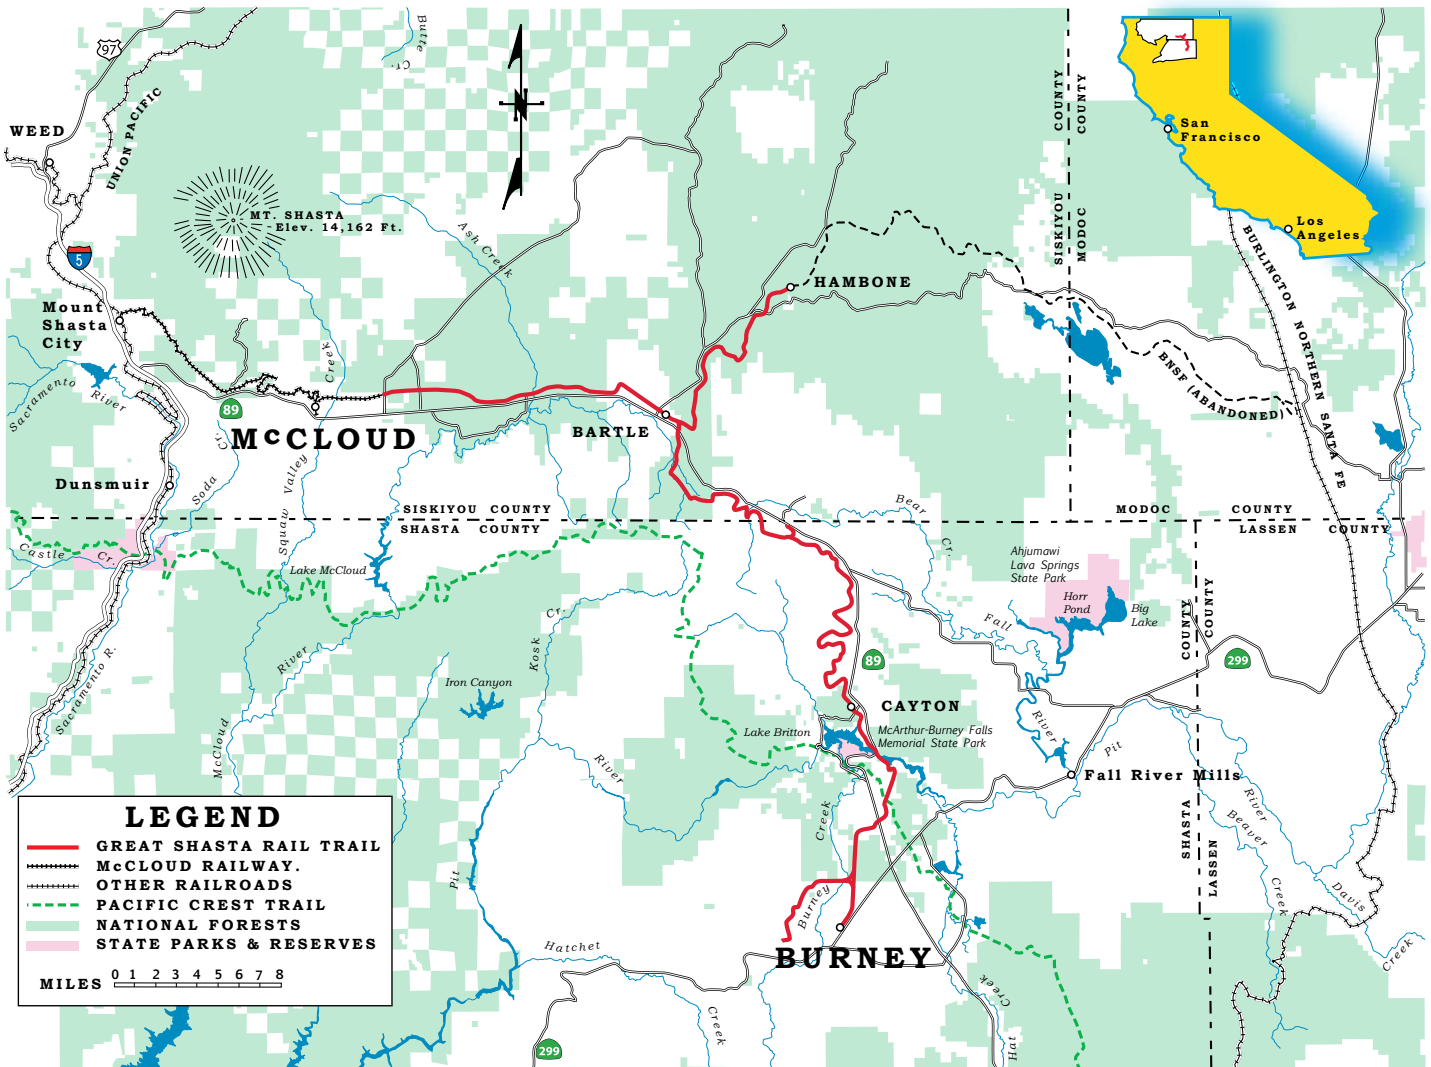 97
Butte
Cr.
WEED
UNION PACIFIC
MT. SHASTA
Elev. 14,162 Ft.
5
Ash Creek
Mount
Shasta
City
Sacramento
River
89
Creek
McCLOUD
Cr.
Soda
Squaw Valley
Dunsmuir
BARTLE
HAMBONE
SISKIYOU COUNTY
MODOC COUNTY
San
Francisco
Los
Angeles
BURLINGTON NORTHERN SANTA FE
BNSF (ABANDONED)
SISKIYOU COUNTY
SHASTA COUNTY
MODOC COUNTY
LASSEN COUNTY
Castle
Cr.
Lake McCloud
Bear
Cr.
Ahjumawi
Lava Springs
State Park
Horr
Pond
Big
Lake
Fall
River
COUNTY
COUNTY
299
Kosk
Cr.
River
McCloud
Sacramento R.
Iron Canyon
89
CAYTON
McArthur-Burney Falls
Memorial State Park
Lake Britton
River
Pit
Fall River Mills
Pit
River
Beaver
Creek
SHASTA
LASSEN
Davis
Creek
Creek
Burney
BURNEY
Hatchet
Creek
Creek
Hat
299
LEGEND
GREAT SHASTA RAIL TRAIL
McCLOUD RAILWAY.
OTHER RAILROADS
PACIFIC CREST TRAIL
NATIONAL FORESTS
STATE PARKS & RESERVES
MILES 0 1 2 3 4 5 6 7 8